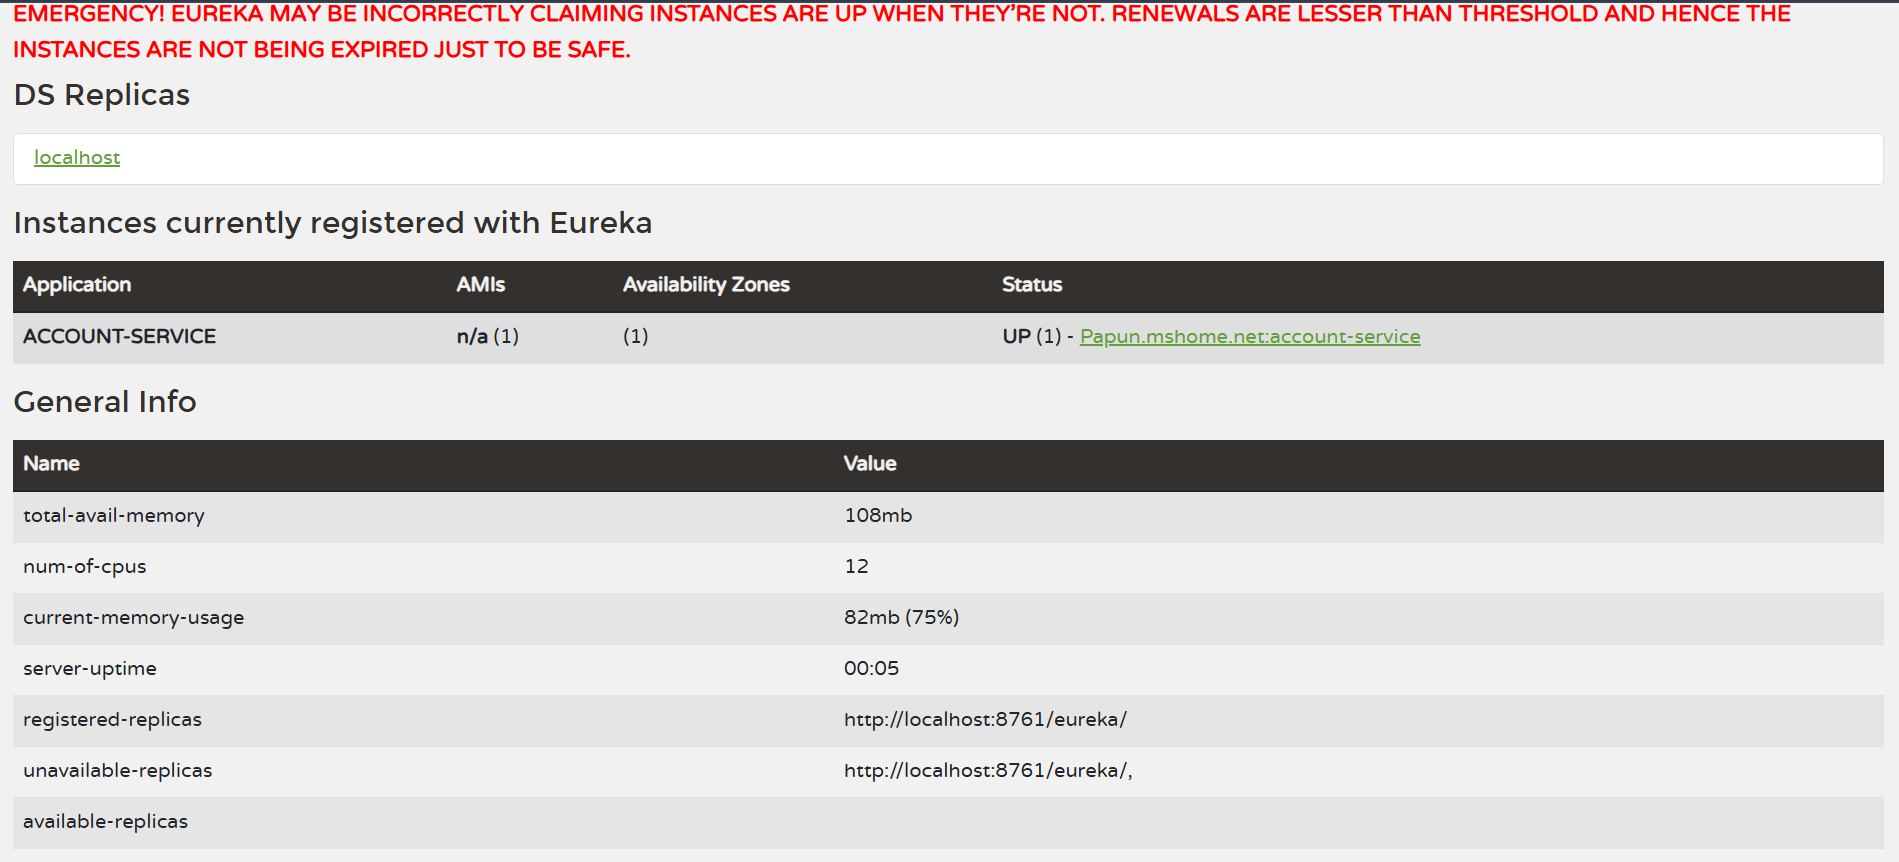 EMERGENCY! EUREKA MAY BE INCORRECTLY CLAIMING INSTANCES ARE UP WHEN THEY’RE NOT. RENEWALS ARE LESSER THAN THRESHOLD AND HENCE THE
INSTANCES ARE NOT BEING EXPIRED JUST TO BE SAFE.
DS Replicas
localhost
Instances currently registered with Eureka
Application AMIs Availability Zones Status
ACCOUNT-SERVICE n/a (1) (1) UP (1) - Papun.mshome.net:account-service
General Info
Name Value
total-avail-memory 108mb
num-of-cpus 12
current-memory-usage 82mb (75%)
server-uptime 00:05
registered-replicas http://localhost:8761/eureka/
unavailable-replicas http://localhost:8761/eureka/,
available-replicas